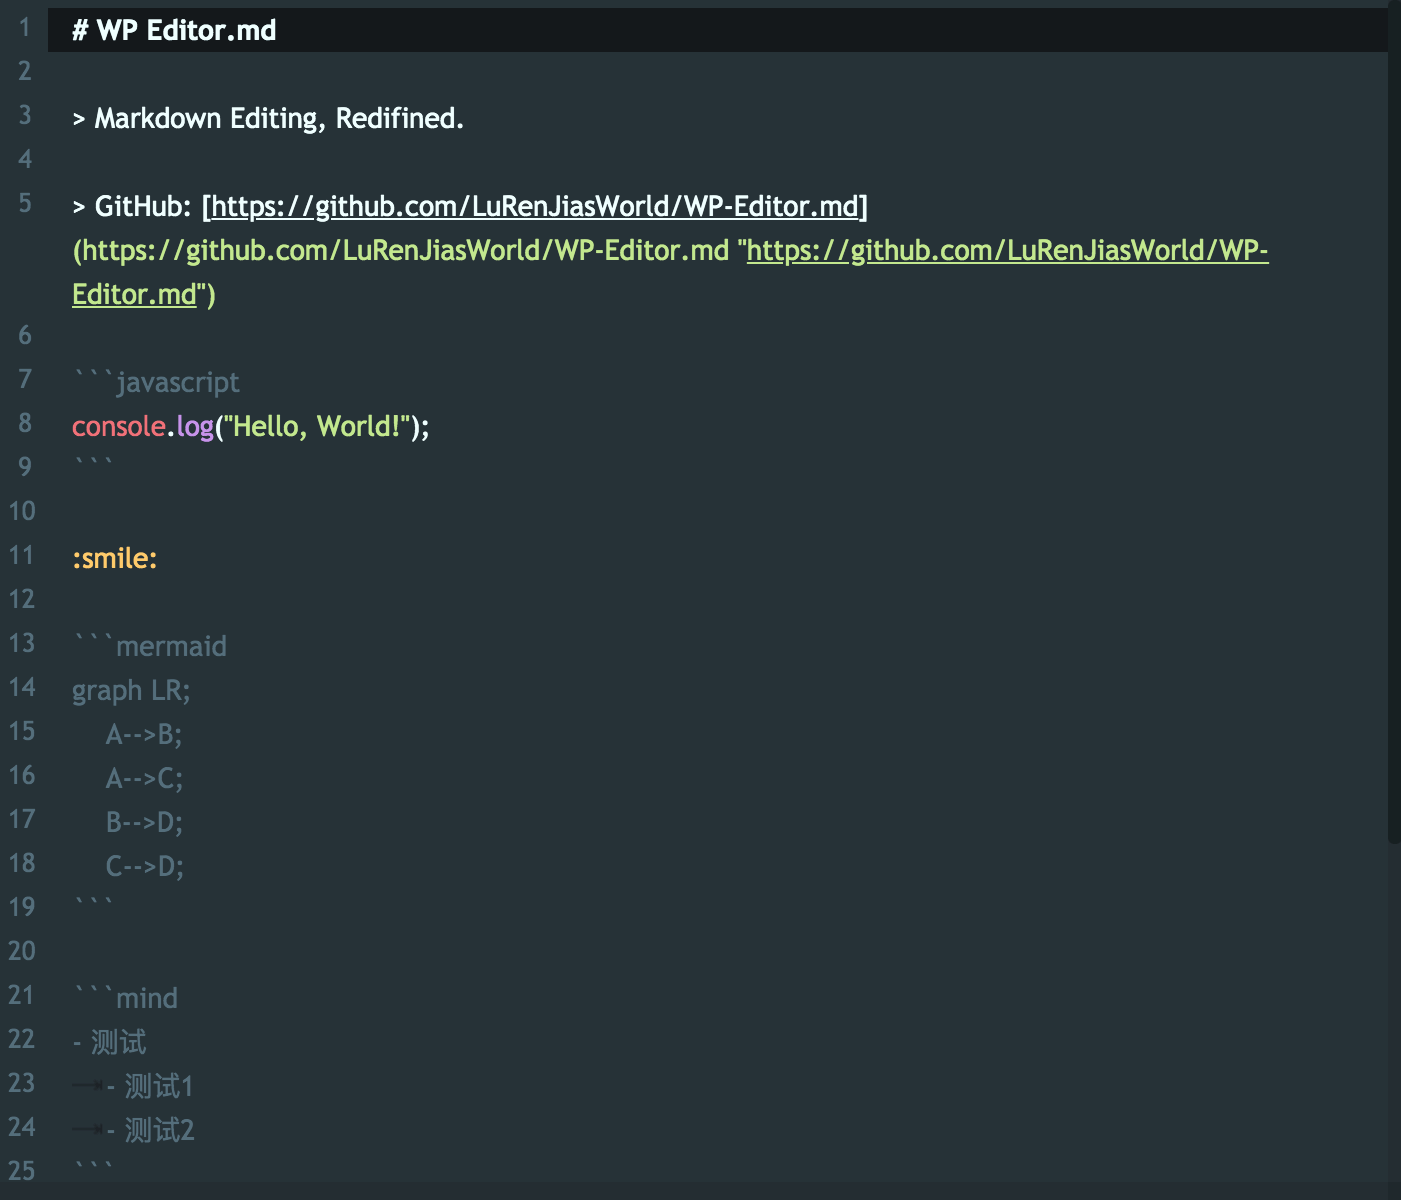 1 # WP Editor.md
2
3 > Markdown Editing, Redifined.
4
5 > GitHub: [https://github.com/LuRenJiasWorld/WP-Editor.md]
(https://github.com/LuRenJiasWorld/WP-Editor.md "https://github.com/LuRenJiasWorld/WP-
Editor.md")
6
7 ```javascript
8 console.log("Hello, World!");
9 ```
10
11 :smile:
12
13 ```mermaid
14 graph LR;
15     A-->B;
16     A-->C;
17     B-->D;
18     C-->D;
19 ```
20
21 ```mind
22 - 测试
23     - 测试1
24     - 测试2
25 ```